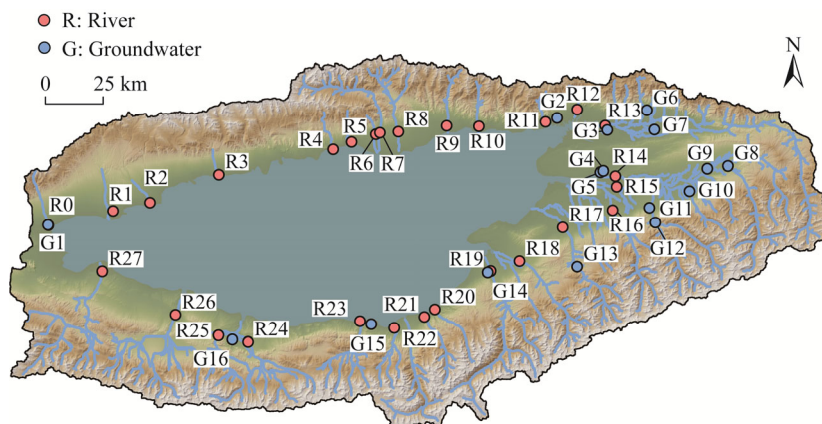 R: River
G: Groundwater
0 25 km
N
R12
G6
G2
R13
R11
R8
R5
R9
R10
G3
G7
R4
R6
R7
G4
R14
G9
G8
R3
G5
R15
G10
R2
R0
R1
R17
G11
R16
G1
G12
R18
G13
R19
R27
G14
R26
R23
R21
R20
R25
R24
G15
R22
G16